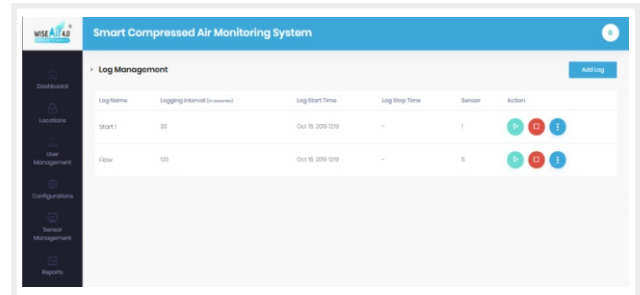 WISE AIR 4.0
Smart Compressed Air Monitoring System
Log Management
Add Log
Dashboard
Locations
User Management
Configurations
Sensor Management
Reports
Log Name Logging Interval (in seconds) Log Start Time Log Stop Time Sensor Action
Start 1 30 Oct 18, 2019 12:19 - 1
Flow 120 Oct 18, 2019 12:19 - 5